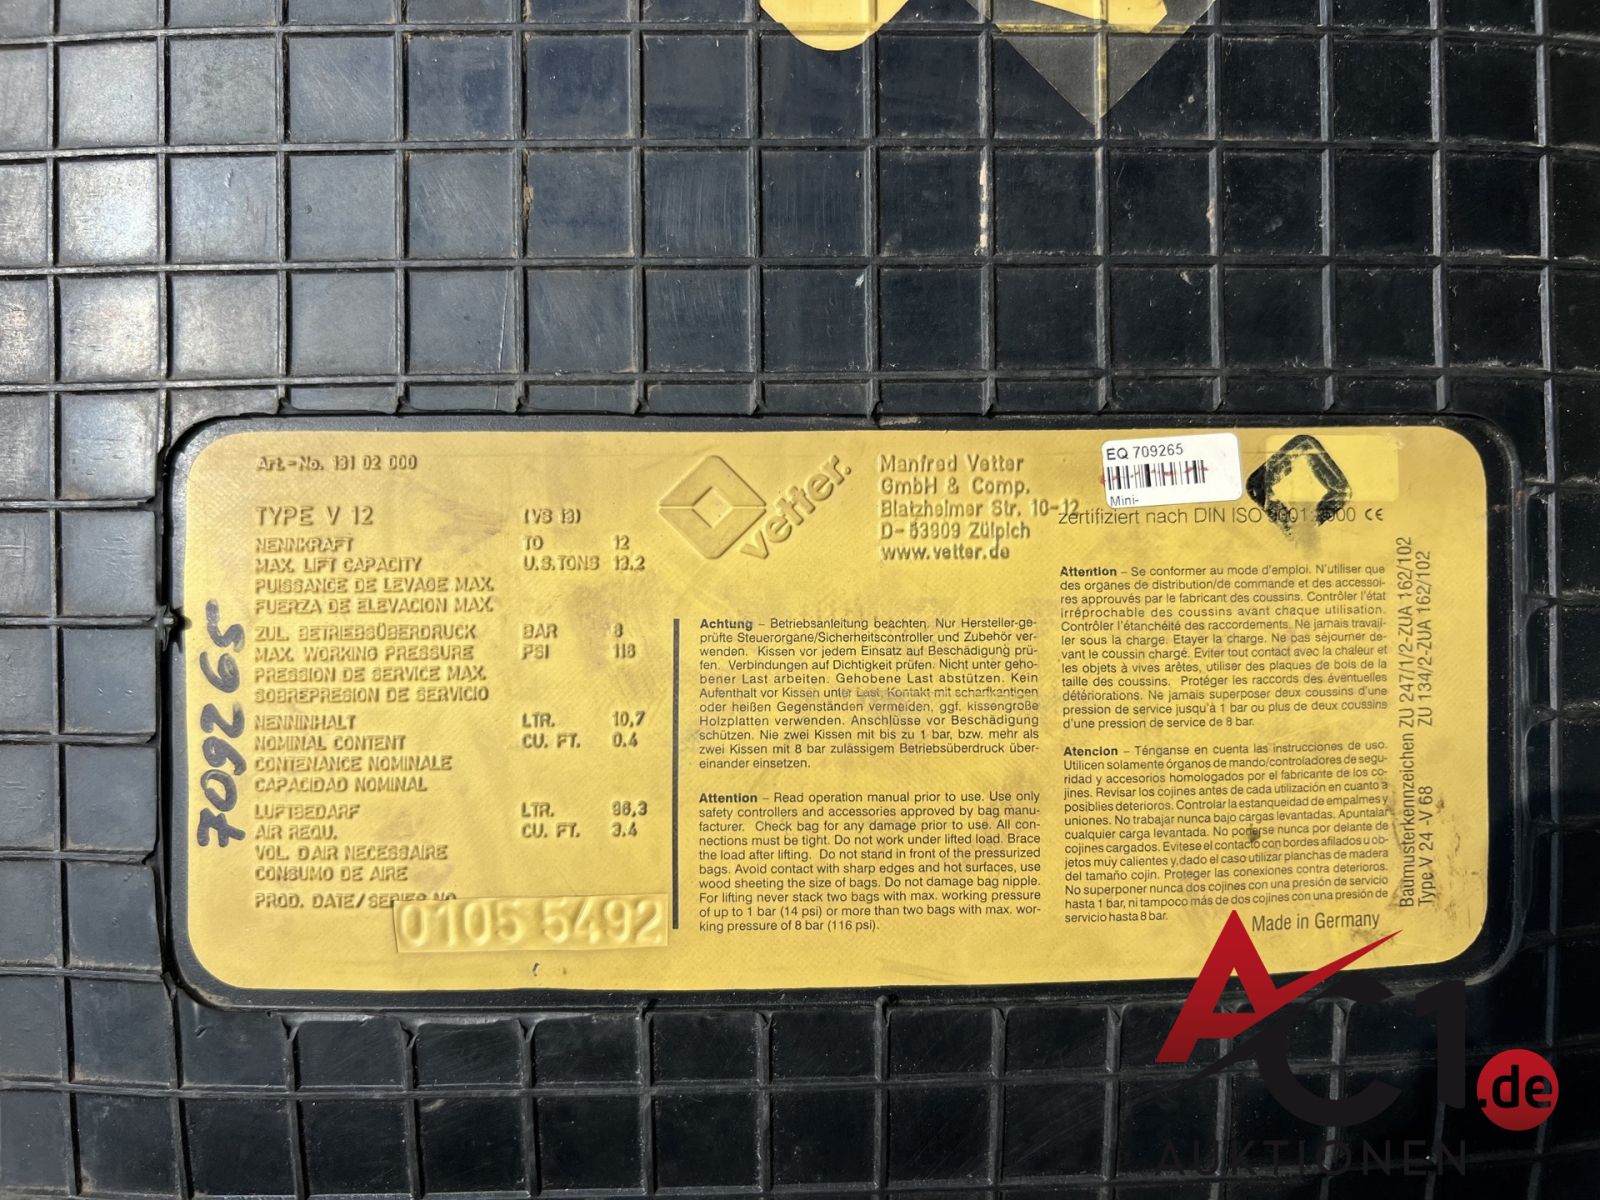 Art.-No. 131 02 000
TYPE V 12 (VS 13)
NENNKRAFT TO 12
MAX. LIFT CAPACITY U.S.TONS 13,2
PUISSANCE DE LEVAGE MAX.
FUERZA DE ELEVACION MAX.
ZUL. BETRIEBSÜBERDRUCK BAR 8
MAX. WORKING PRESSURE PSI 116
PRESSION DE SERVICE MAX.
SOBREPRESION DE SERVICIO
NENNINHALT LTR. 10,7
NOMINAL CONTENT CU. FT. 0.4
CONTENANCE NOMINALE
CAPACIDAD NOMINAL
LUFTBEDARF LTR. 96,3
AIR REQU. CU. FT. 3.4
VOL. D'AIR NECESSAIRE
CONSUMO DE AIRE
PROD. DATE/SERIES NO
0105 5492
709265
vetter.
Manfred Vetter
GmbH & Comp.
Blatzheimer Str. 10-12
D-53909 Zülpich
www.vetter.de
EQ 709265
Mini-
zertifiziert nach DIN ISO 9001:2000 CE
Achtung – Betriebsanleitung beachten. Nur Hersteller-ge-
prüfte Steuerorgane/Sicherheitscontroller und Zubehör ver-
wenden. Kissen vor jedem Einsatz auf Beschädigung prü-
fen. Verbindungen auf Dichtigkeit prüfen. Nicht unter geho-
bener Last arbeiten. Gehobene Last abstützen. Kein
Aufenthalt vor Kissen unter Last. Kontakt mit scharfkantigen
oder heißen Gegenständen vermeiden, ggf. kissengroße
Holzplatten verwenden. Anschlüsse vor Beschädigung
schützen. Nie zwei Kissen mit bis zu 1 bar, bzw. mehr als
zwei Kissen mit 8 bar zulässigem Betriebsüberdruck über-
einander einsetzen.
Attention – Read operation manual prior to use. Use only
safety controllers and accessories approved by bag manu-
facturer. Check bag for any damage prior to use. All con-
nections must be tight. Do not work under lifted load. Brace
the load after lifting. Do not stand in front of the pressurized
bags. Avoid contact with sharp edges and hot surfaces, use
wood sheeting the size of bags. Do not damage bag nipple.
For lifting never stack two bags with max. working pressure
of up to 1 bar (14 psi) or more than two bags with max. wor-
king pressure of 8 bar (116 psi).
Attention – Se conformer au mode d'emploi. N'utiliser que
des organes de distribution/de commande et des accessoi-
res approuvés par le fabricant des coussins. Contrôler l'état
irréprochable des coussins avant chaque utilisation.
Contrôler l'étanchéité des raccordements. Ne jamais travail-
ler sous la charge. Etayer la charge. Ne pas séjourner de-
vant le coussin chargé. Eviter tout contact avec la chaleur et
les objets à vives arêtes, utiliser des plaques de bois de la
taille des coussins. Protéger les raccords des éventuelles
détériorations. Ne jamais superposer deux coussins d'une
pression de service jusqu'à 1 bar ou plus de deux coussins
d'une pression de service de 8 bar.
Atencion – Ténganse en cuenta las instrucciones de uso.
Utilicen solamente órganos de mando/controladores de segu-
ridad y accesorios homologados por el fabricante de los co-
jines. Revisar los cojines antes de cada utilización en cuanto a
posiblies deterioros. Controlar la estanqueidad de empalmes y
uniones. No trabajar nunca bajo cargas levantadas. Apuntalar
cualquier carga levantada. No ponerse nunca por delante de
cojines cargados. Evitese el contacto con bordes afilados u ob-
jetos muy calientes y,dado el caso utilizar planchas de madera
del tamaño cojin. Proteger las conexiones contra deterioros.
No superponer nunca dos cojines con una presión de servicio
hasta 1 bar, ni tampoco más de dos cojines con una presión de
servicio hasta 8 bar.
Made in Germany
Baumusterkennzeichen ZU 247/1/2-ZUA 162/102
Type V 24 -V 68 ZU 134/2-ZUA 162/102
AC1.de
AUKTIONEN